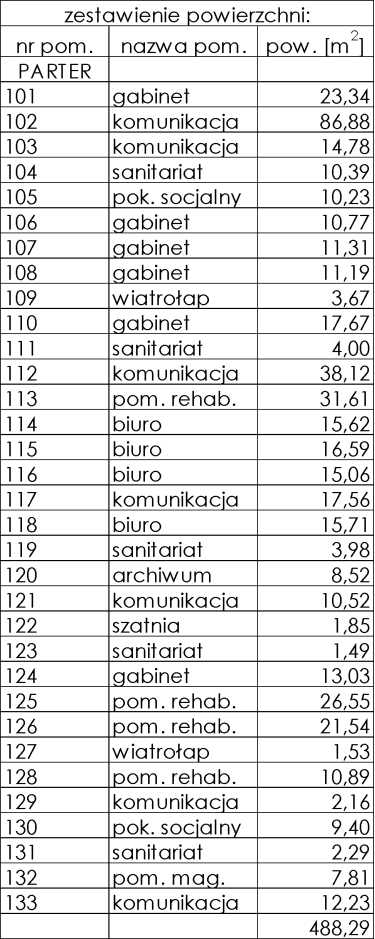 zestawienie powierzchni:
nr pom. nazwa pom. pow. [m²]
PARTER
101 gabinet 23,34
102 komunikacja 86,88
103 komunikacja 14,78
104 sanitariat 10,39
105 pok. socjalny 10,23
106 gabinet 10,77
107 gabinet 11,31
108 gabinet 11,19
109 wiatrołap 3,67
110 gabinet 17,67
111 sanitariat 4,00
112 komunikacja 38,12
113 pom. rehab. 31,61
114 biuro 15,62
115 biuro 16,59
116 biuro 15,06
117 komunikacja 17,56
118 biuro 15,71
119 sanitariat 3,98
120 archiwum 8,52
121 komunikacja 10,52
122 szatnia 1,85
123 sanitariat 1,49
124 gabinet 13,03
125 pom. rehab. 26,55
126 pom. rehab. 21,54
127 wiatrołap 1,53
128 pom. rehab. 10,89
129 komunikacja 2,16
130 pok. socjalny 9,40
131 sanitariat 2,29
132 pom. mag. 7,81
133 komunikacja 12,23
488,29